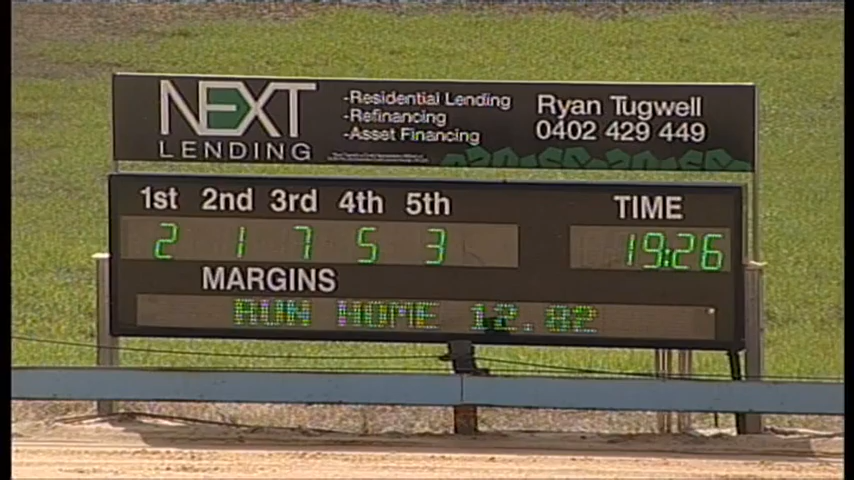 NEXT
LENDING
-Residential Lending
-Refinancing
-Asset Financing
Ryan Tugwell
0402 429 449
1st 2nd 3rd 4th 5th TIME
2 1 7 5 3 19:26
MARGINS
RUN HOME 12.02